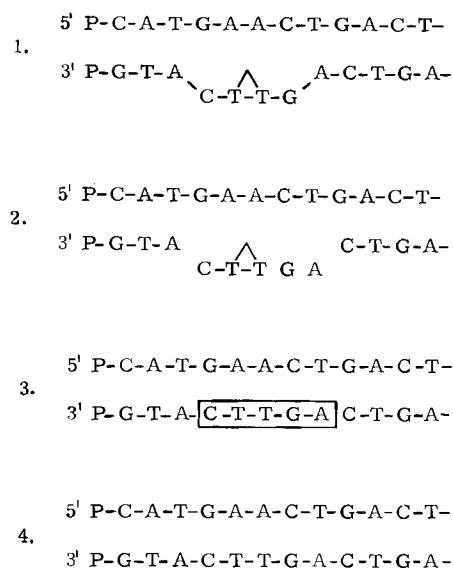 5' P-C-A-T-G-A-A-C-T-G-A-C-T-
1.
3' P-G-T-A C-T-T-G A-C-T-G-A-
5' P-C-A-T-G-A-A-C-T-G-A-C-T-
2.
3' P-G-T-A C-T-T G A C-T-G-A-
5' P-C-A-T-G-A-A-C-T-G-A-C-T-
3.
3' P-G-T-A-C-T-T-G-A-C-T-G-A-
5' P-C-A-T-G-A-A-C-T-G-A-C-T-
4.
3' P-G-T-A-C-T-T-G-A-C-T-G-A-